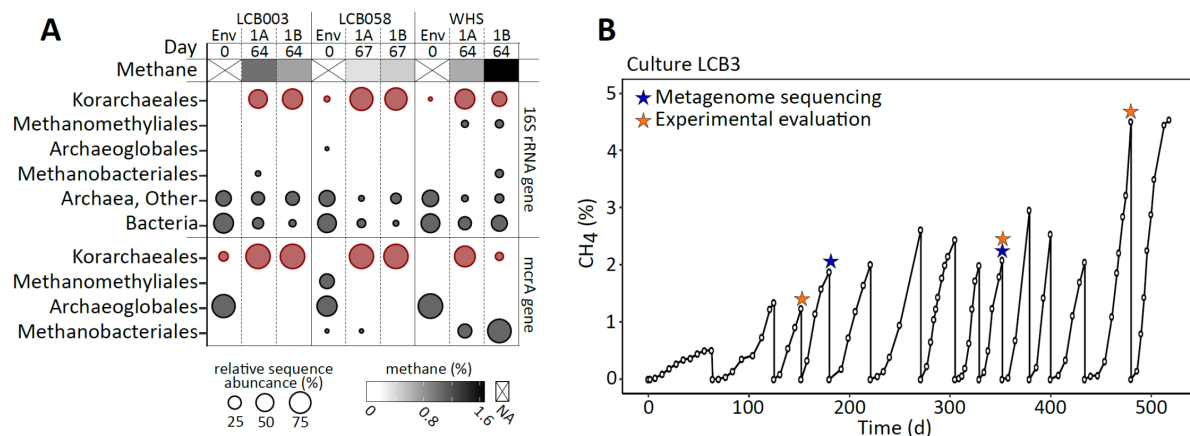 A
LCB003 LCB058 WHS
Env 1A 1B Env 1A 1B Env 1A 1B
Day 0 64 64 0 67 67 0 64 64
Methane
Korarchaeales
Methanomethyliales
Archaeoglobales
Methanobacteriales
Archaea, Other
Bacteria
16S rRNA gene
Korarchaeales
Methanomethyliales
Archaeoglobales
Methanobacteriales
mcrA gene
relative sequence
abuncance (%)
25 50 75
methane (%)
0 0.8 1.6 NA
B
Culture LCB3
Metagenome sequencing
Experimental evaluation
CH4 (%)
5
4
3
2
1
0
0 100 200 300 400 500
Time (d)